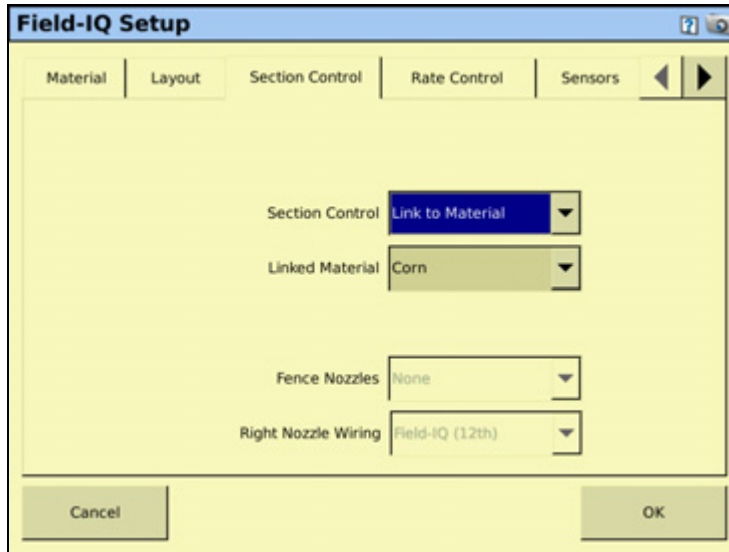 Field-IQ Setup
Material Layout Section Control Rate Control Sensors
Section Control Link to Material
Linked Material Corn
Fence Nozzles None
Right Nozzle Wiring Field-IQ (12th)
Cancel OK